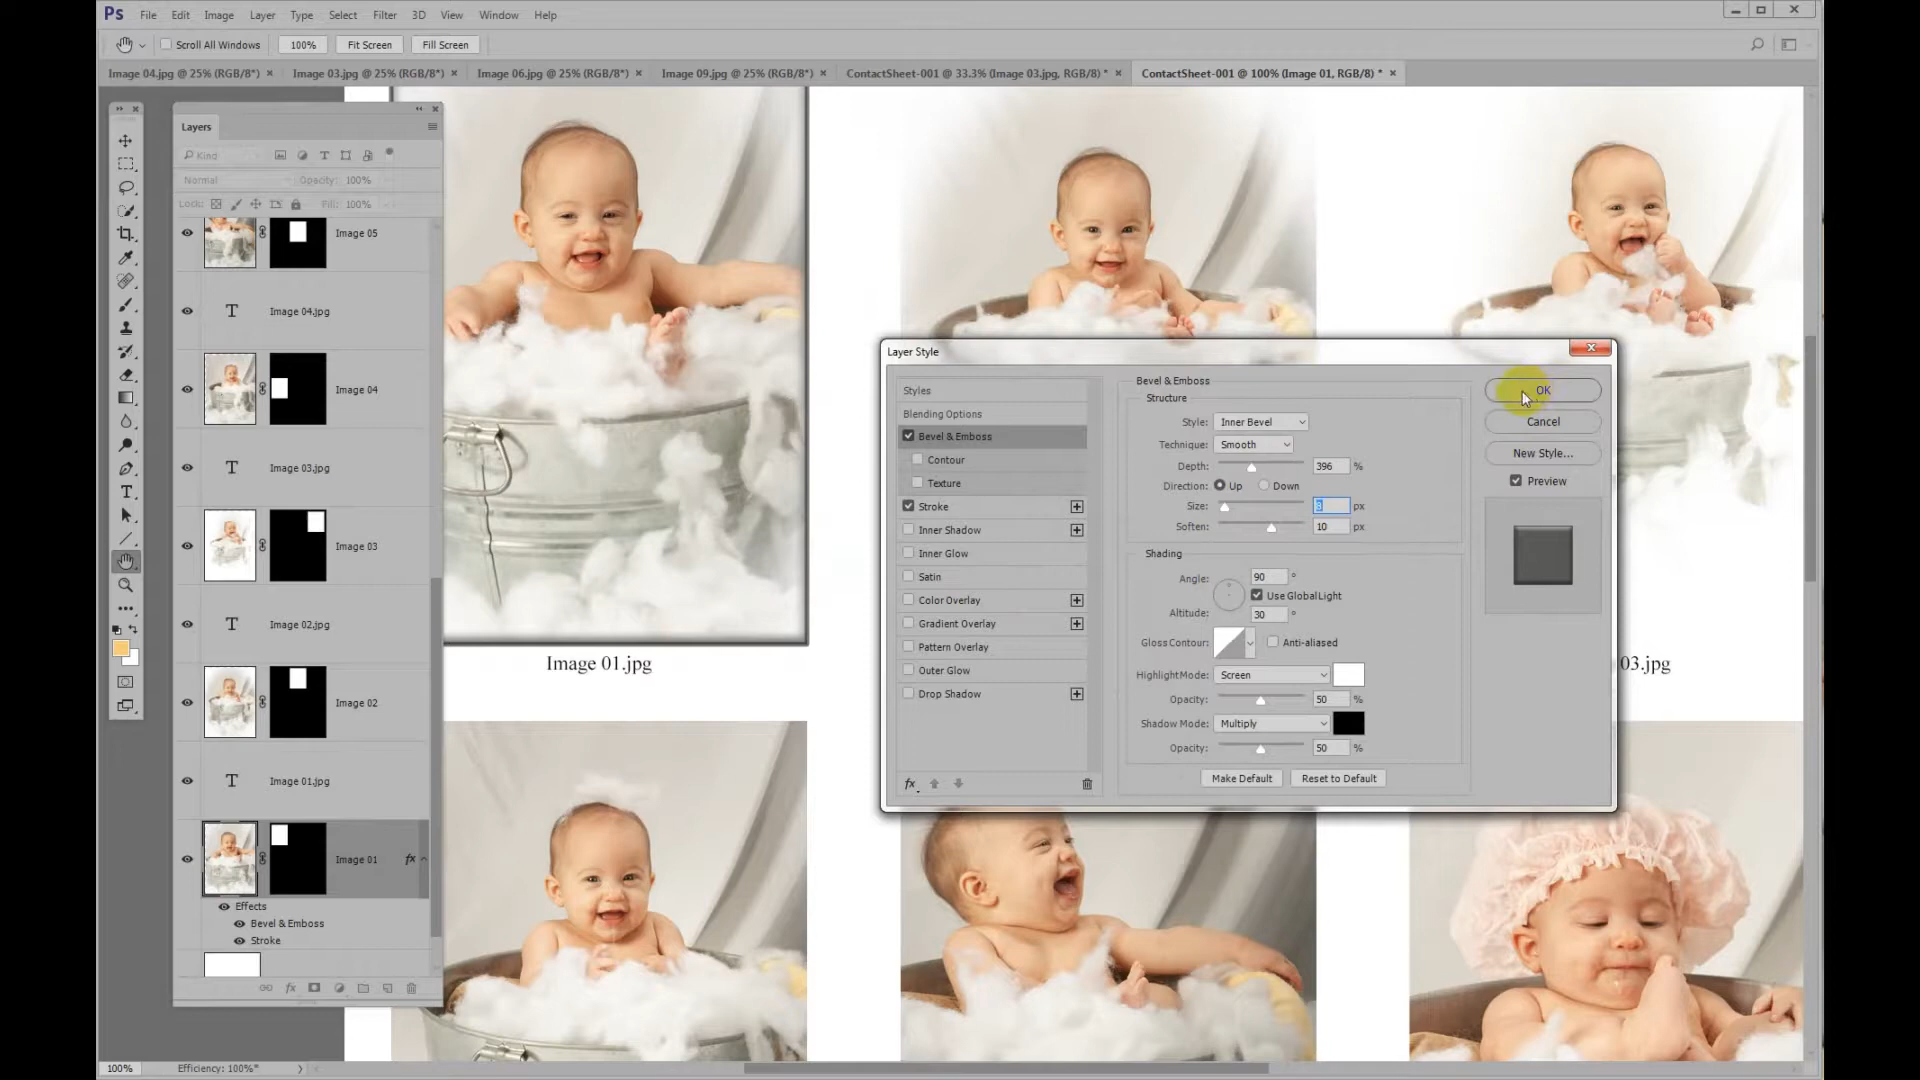 Ps File Edit Image Layer Type Select Filter 3D View Window Help
Scroll All Windows 100% Fit Screen Fill Screen
Image 04.jpg @ 25% (RGB/8*) × Image 03.jpg @ 25% (RGB/8*) × Image 06.jpg @ 25% (RGB/8*) × Image 09.jpg @ 25% (RGB/8*) × ContactSheet-001 @ 33.3% (Image 03.jpg, RGB/8) * × ContactSheet-001 @ 100% (Image 01, RGB/8) * ×
Layers
Kind
Normal Opacity: 100%
Lock: Fill: 100%
Image 05
T Image 04.jpg
Image 04
T Image 03.jpg
Image 03
T Image 02.jpg
Image 02
T Image 01.jpg
Image 01 fx
Effects
Bevel & Emboss
Stroke
fx
Image 01.jpg
03.jpg
Layer Style
Styles
Blending Options
Bevel & Emboss
Contour
Texture
Stroke
Inner Shadow
Inner Glow
Satin
Color Overlay
Gradient Overlay
Pattern Overlay
Outer Glow
Drop Shadow
fx
Bevel & Emboss
Structure
Style: Inner Bevel
Technique: Smooth
Depth: 396 %
Direction: Up Down
Size: px
Soften: 10 px
Shading
Angle: 90 °
Use Global Light
Altitude: 30 °
Gloss Contour: Anti-aliased
Highlight Mode: Screen
Opacity: 50 %
Shadow Mode: Multiply
Opacity: 50 %
Make Default Reset to Default
OK
Cancel
New Style...
Preview
100% Efficiency: 100%*